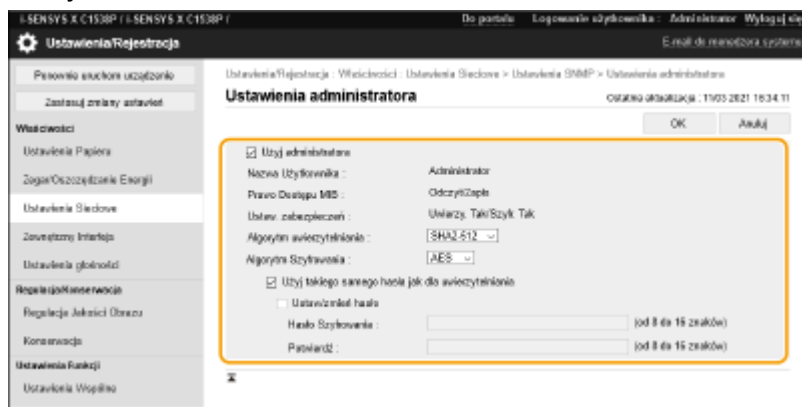 i-SENSYS X C1538P / i-SENSYS X C1538P /
Do portalu Logowanie użytkownika : Administrator Wyloguj się
Ustawienia/Rejestracja
E-mail do menedżera systemu
Ponownie uruchom urządzenie
Zastosuj zmiany ustawień
Właściwości
Ustawienia Papieru
Zegar/Oszczędzanie Energii
Ustawienia Sieciowe
Zewnętrzny Interfejs
Ustawienia głośności
Regulacja/Konserwacja
Regulacja Jakości Obrazu
Konserwacja
Ustawienia Funkcji
Ustawienia Wspólne
Ustawienia/Rejestracja : Właściwości : Ustawienia Sieciowe > Ustawienia SNMP > Ustawienia administratora
Ustawienia administratora
Ostatnia aktualizacja : 11/03 2021 16:34:11
OK Anuluj
Użyj administratora
Nazwa Użytkownika : Administrator
Prawo Dostępu MIB : Odczyt/Zapis
Ustaw. zabezpieczeń : Uwierzy. Tak/Szyfr. Tak
Algorytm uwierzytelniania : SHA2-512
Algorytm Szyfrowania : AES
Użyj takiego samego hasła jak dla uwierzytelniania
Ustaw/zmień hasło
Hasło Szyfrowania : (od 8 do 16 znaków)
Potwierdź : (od 8 do 16 znaków)